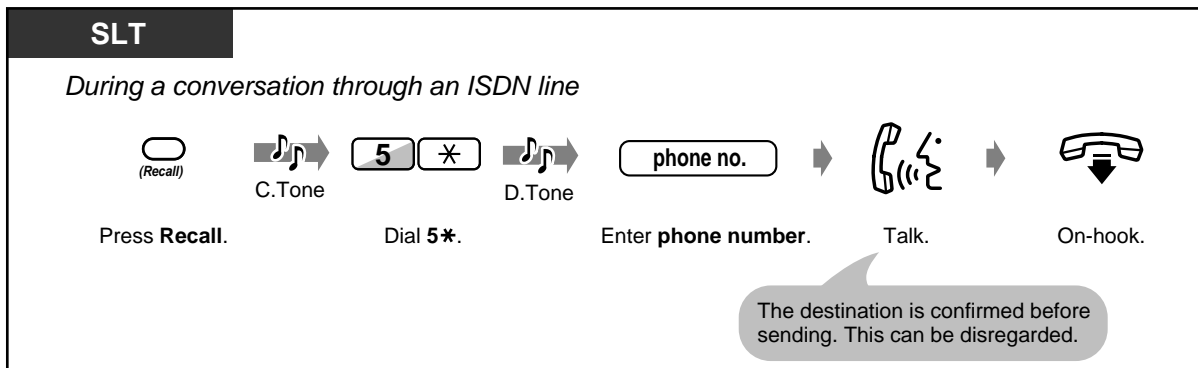 SLT
During a conversation through an ISDN line
(Recall)
C.Tone
5 ✱
D.Tone
phone no.
Press Recall.
Dial 5✱.
Enter phone number.
Talk.
On-hook.
The destination is confirmed before
sending. This can be disregarded.